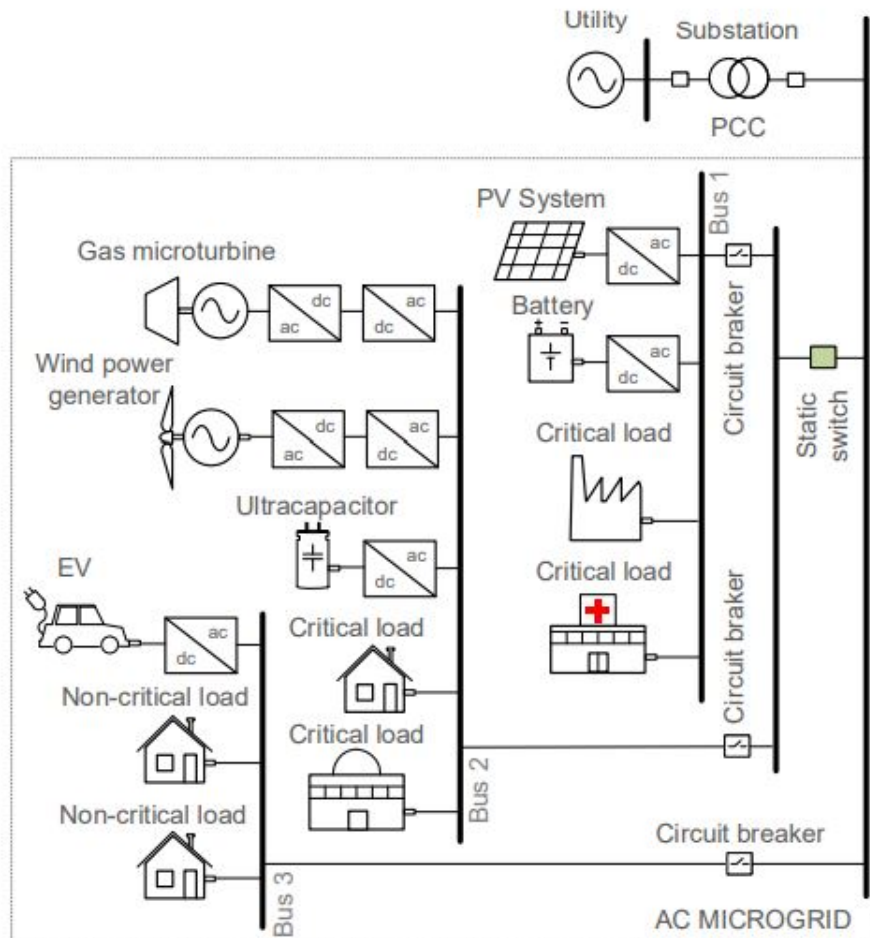 Utility
Substation
PCC
PV System
Bus 1
ac
dc
Gas microturbine
dc
ac
ac
dc
Battery
+ −
ac
dc
Circuit braker
Static
switch
Wind power
generator
dc
ac
ac
dc
Critical load
Ultracapacitor
ac
dc
EV
ac
dc
Critical load
Critical load
Circuit braker
Non-critical load
Critical load
Bus 2
Non-critical load
Circuit breaker
Bus 3
AC MICROGRID